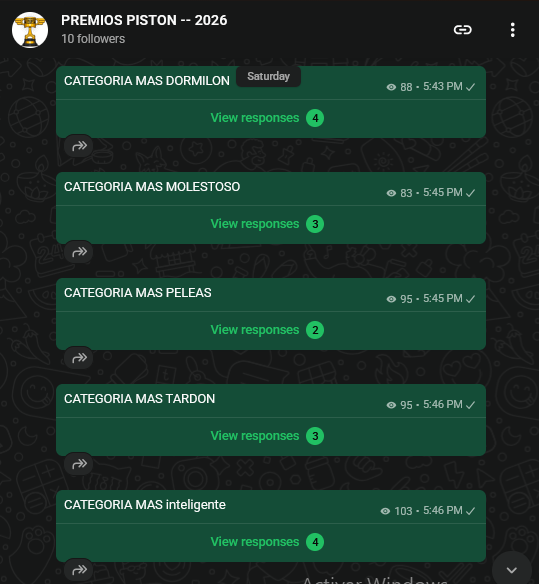 PREMIOS PISTON -- 2026
10 followers
Saturday
CATEGORIA MAS DORMILON
88 • 5:43 PM
View responses 4
CATEGORIA MAS MOLESTOSO
83 • 5:45 PM
View responses 3
CATEGORIA MAS PELEAS
95 • 5:45 PM
View responses 2
CATEGORIA MAS TARDON
95 • 5:46 PM
View responses 3
CATEGORIA MAS inteligente
103 • 5:46 PM
View responses 4
Activar Windows